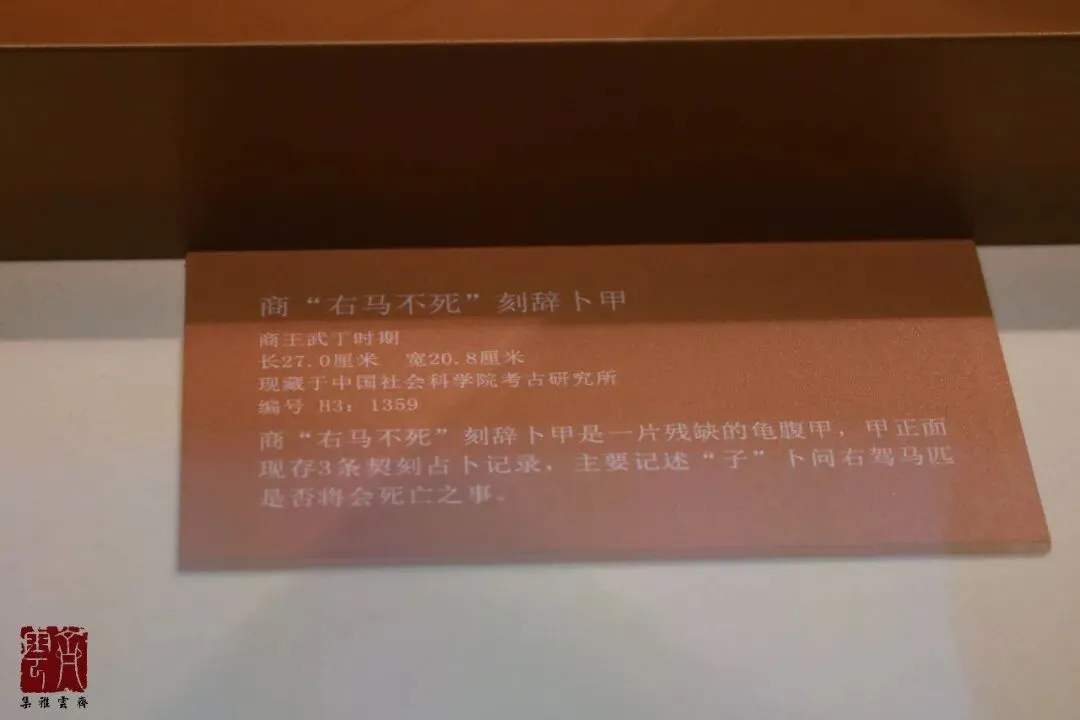 商“右马不死”刻辞卜甲
商王武丁时期
长27.0厘米 宽20.8厘米
现藏于中国社会科学院考古研究所
编号 H3：1359
商“右马不死”刻辞卜甲是一片残缺的龟腹甲，甲正面
现存3条契刻占卜记录，主要记述“子”卜问右驾马匹
是否将会死亡之事。
雲齊
集雅雲齊